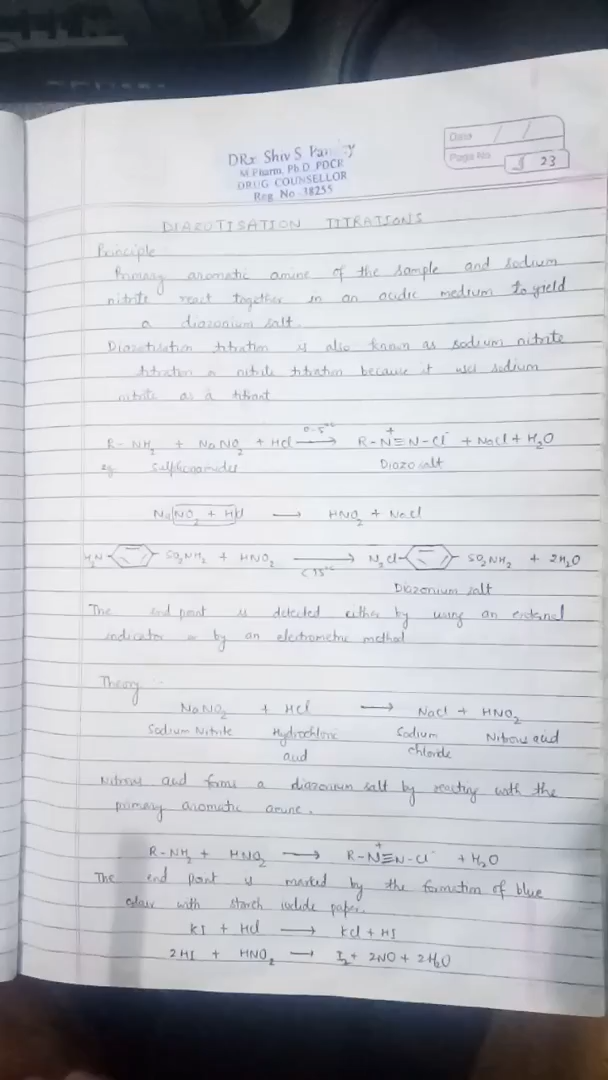 DRx Shiv S Pandey
M.Pharm, Ph.D, PDCR
DRUG COUNSELLOR
Reg. No. 38255
Date / /
Page No. 23
DIAZOTISATION TITRATIONS
Principle
Primary aromatic amine of the sample and sodium
nitrite react together in an acidic medium to yield
a diazonium salt.
Diazotisation titration is also known as sodium nitrite
titration or nitrite titration because it uses sodium
nitrite as a titrant
R-NH₂ + NaNO₂ + HCl ⟶ (0-5°C) R-N⁺≡N-Cl⁻ + NaCl + H₂O
eg. Sulphonamides Diazo salt
NaNO₂ + HCl ⟶ HNO₂ + NaCl
H₂N- -SO₂NH₂ + HNO₂ ⟶ (<15°C) N₂Cl- -SO₂NH₂ + 2H₂O
Diazonium salt
The end point is detected either by using an external
indicator or by an electrometric method
Theory -
NaNO₂ + HCl ⟶ NaCl + HNO₂
Sodium Nitrite Hydrochloric Sodium Nitrous acid
acid chloride
Nitrous acid forms a diazonium salt by reacting with the
primary aromatic amine.
R-NH₂ + HNO₂ ⟶ R-N⁺≡N-Cl⁻ + H₂O
The end point is marked by the formation of blue
colour with starch iodide paper.
KI + HCl ⟶ KCl + HI
2HI + HNO₂ ⟶ I₂ + 2NO + 2H₂O